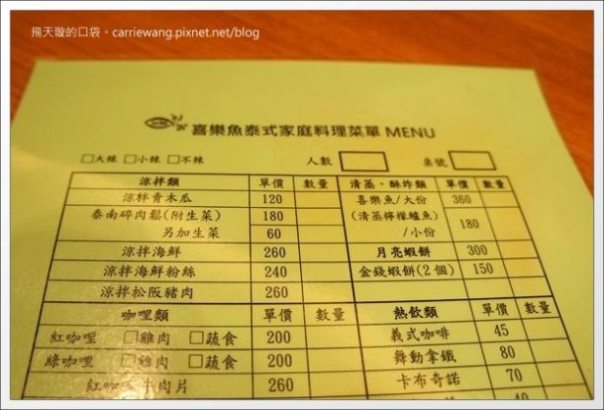 飛天璇的口袋。carriewang.pixnet.net/blog
喜樂魚泰式家庭料理菜單 MENU
□大辣 □小辣 □不辣 人數 桌號
涼拌類 單價 數量 清蒸、酥炸類 單價 數量
涼拌青木瓜 120 喜樂魚/大份 360
泰南碎肉鬆(附生菜) 180 (清蒸檸檬鱸魚) 180
另加生菜 60 /小份
涼拌海鮮 260 月亮蝦餅 300
涼拌海鮮粉絲 240 金錢蝦餅(2個) 150
涼拌松阪豬肉 260
咖哩類 單價 數量 熱飲類 單價 數量
紅咖哩 □雞肉 □蔬食 200 義式咖啡 45
綠咖哩 □雞肉 □蔬食 200 舞動拿鐵 80
紅咖哩牛肉片 260 卡布奇諾 70